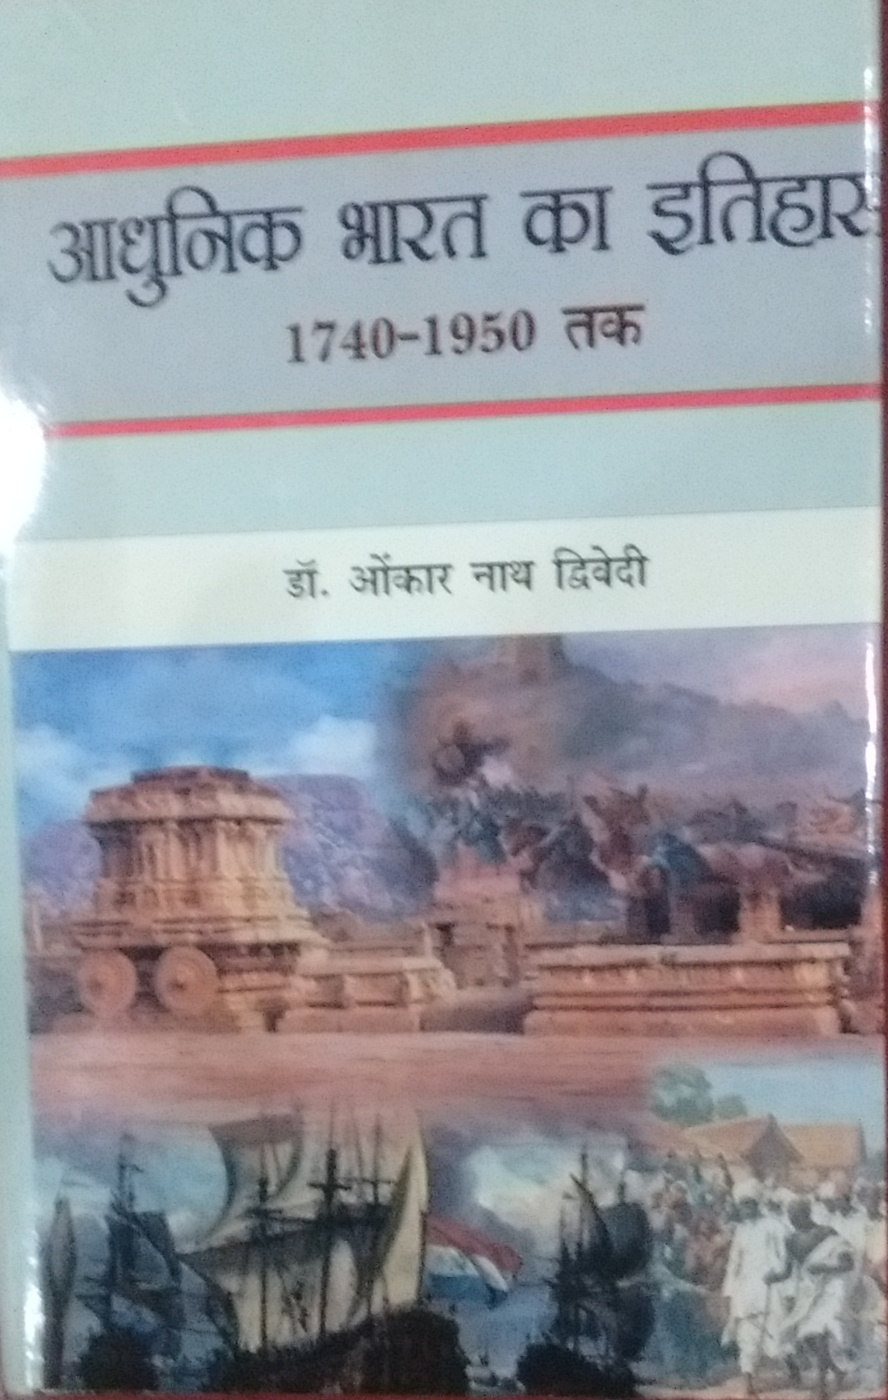 आधुनिक भारत का इतिहास
1740-1950 तक
डॉ. ओंकार नाथ द्विवेदी